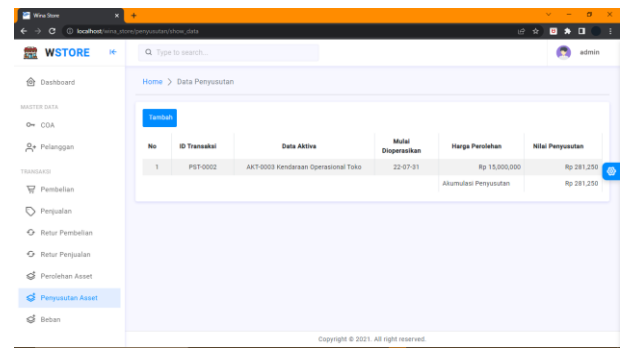 Wina Store
localhost/wina_store/penyusutan/show_data
WSTORE
Type to search...
admin
Dashboard
Home > Data Penyusutan
MASTER DATA
COA
Pelanggan
TRANSAKSI
Pembelian
Penjualan
Retur Pembelian
Retur Penjualan
Perolehan Asset
Penyusutan Asset
Beban
Tambah
No ID Transaksi Data Aktiva Mulai Dioperasikan Harga Perolehan Nilai Penyusutan
1 PST-0002 AKT-0003 Kendaraan Operasional Toko 22-07-31 Rp 15,000,000 Rp 281,250
Akumulasi Penyusutan Rp 281,250
Copyright © 2021. All right reserved.